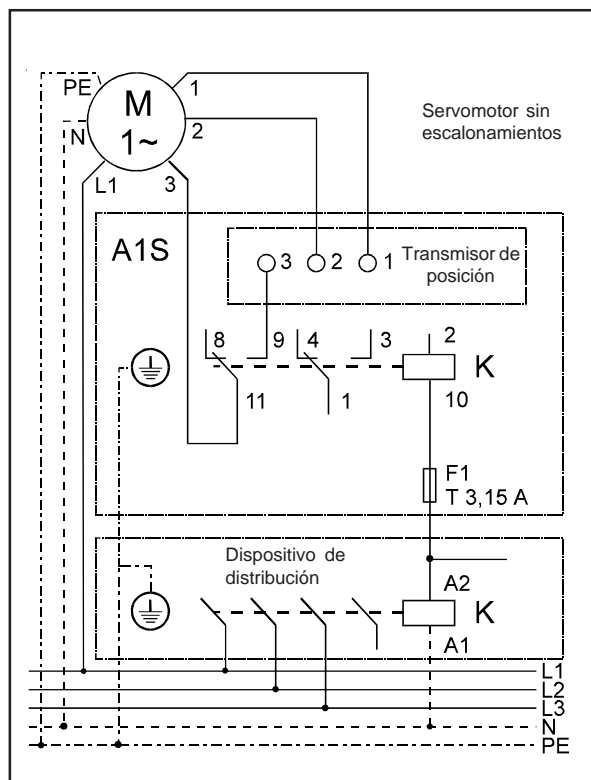 PE
1
M
1~
N
2
L1
3
Servomotor sin
escalonamientos
A1S
3
2
1
Transmisor de
posición
8
9
4
3
2
K
11
1
10
F1
T 3,15 A
Dispositivo de
distribución
A2
K
A1
L1
L2
L3
N
PE